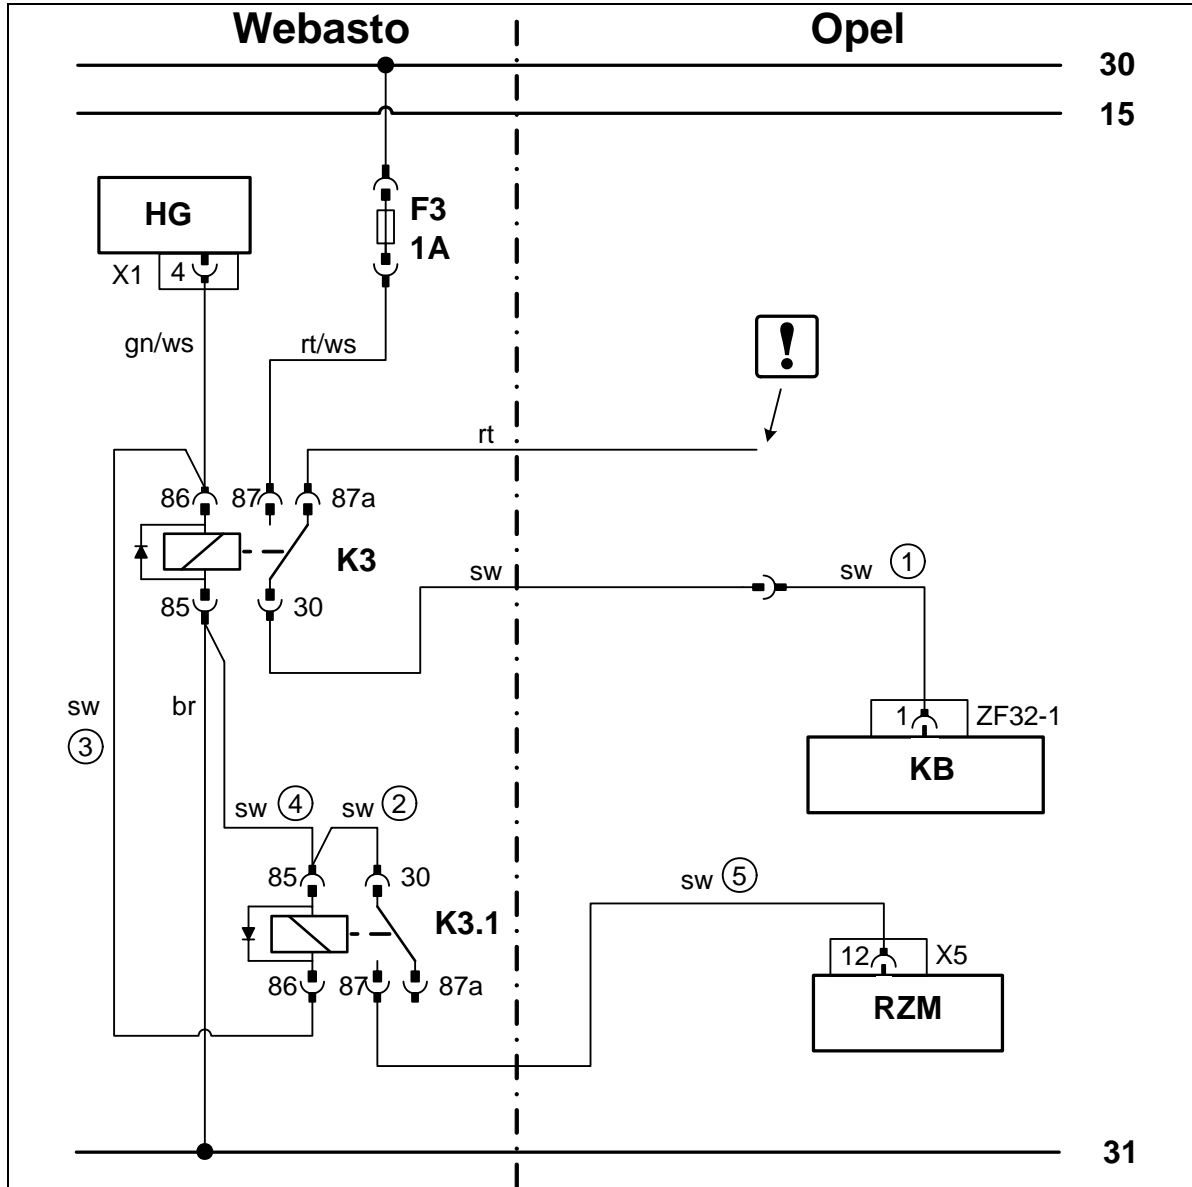 Webasto
Opel
30
15
HG
F3
1A
X1
4
gn/ws
rt/ws
!
rt
86
87
87a
K3
sw
sw
1
85
30
sw
3
br
1
ZF32-1
KB
sw
4
sw
2
85
30
sw
5
K3.1
12
X5
86
87
87a
RZM
31